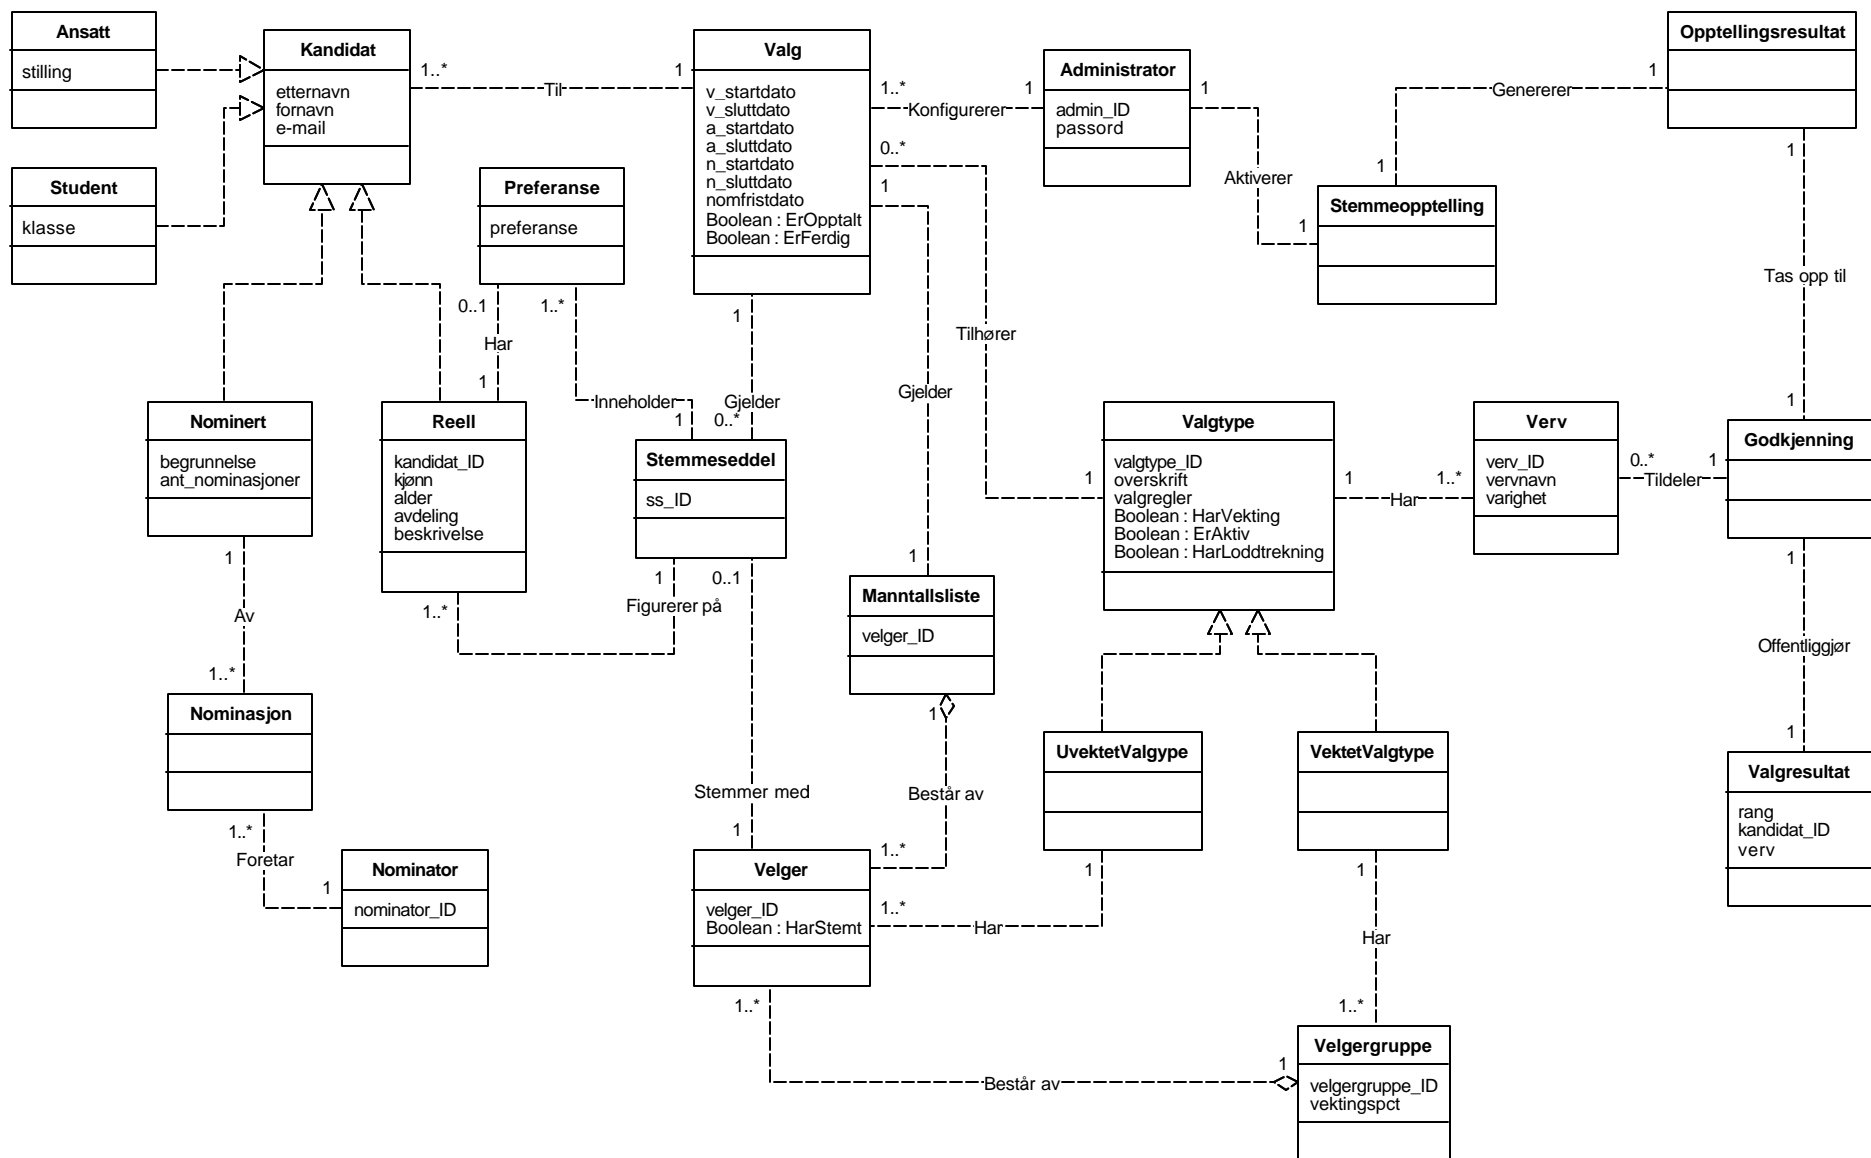 Ansatt
stilling
Kandidat
etternavn
fornavn
e-mail
1..*
Til
1
Valg
v_startdato
v_sluttdato
a_startdato
a_sluttdato
n_startdato
n_sluttdato
nomfristdato
Boolean : ErOpptalt
Boolean : ErFerdig
1..*
Konfigurerer
1
0..*
1
Administrator
admin_ID
passord
1
Aktiverer
1
Stemmeopptelling
1
Genererer
1
Opptellingsresultat
1
Tas opp til
1
Student
klasse
Preferanse
preferanse
0..1
Har
1
1..*
Inneholder
1
1
Gjelder
0..*
Tilhører
1
Gjelder
1
Nominert
begrunnelse
ant_nominasjoner
Reell
kandidat_ID
kjønn
alder
avdeling
beskrivelse
Stemmeseddel
ss_ID
Valgtype
valgtype_ID
overskrift
valgregler
Boolean : HarVekting
Boolean : ErAktiv
Boolean : HarLoddtrekning
1
Har
1..*
Verv
verv_ID
vervnavn
varighet
0..*
Tildeler
1
Godkjenning
1
Offentliggjør
1
1
Av
1..*
1..*
Figurerer på
1
0..1
Stemmer med
1
Manntallsliste
velger_ID
1
Består av
1..*
Nominasjon
1..*
Foretar
1
Nominator
nominator_ID
UvektetValgype
VektetValgtype
Valgresultat
rang
kandidat_ID
verv
Velger
velger_ID
Boolean : HarStemt
1..*
Har
1
1
Har
1..*
1..*
Består av
1
Velgergruppe
velgergruppe_ID
vektingspct